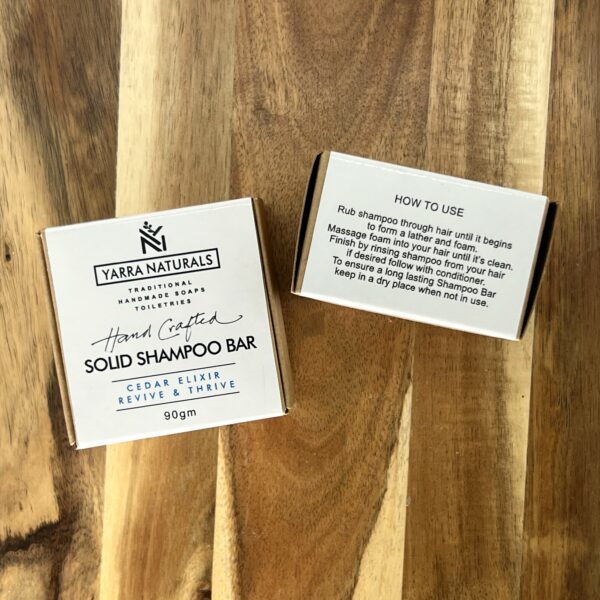 YARRA NATURALS
TRADITIONAL
HANDMADE SOAPS
TOILETRIES
Hand Crafted
SOLID SHAMPOO BAR
CEDAR ELIXIR
REVIVE & THRIVE
90gm
HOW TO USE
Rub shampoo through hair until it begins
to form a lather and foam.
Massage foam into your hair until it's clean.
Finish by rinsing shampoo from your hair
if desired follow with conditioner.
To ensure a long lasting Shampoo Bar
keep in a dry place when not in use.